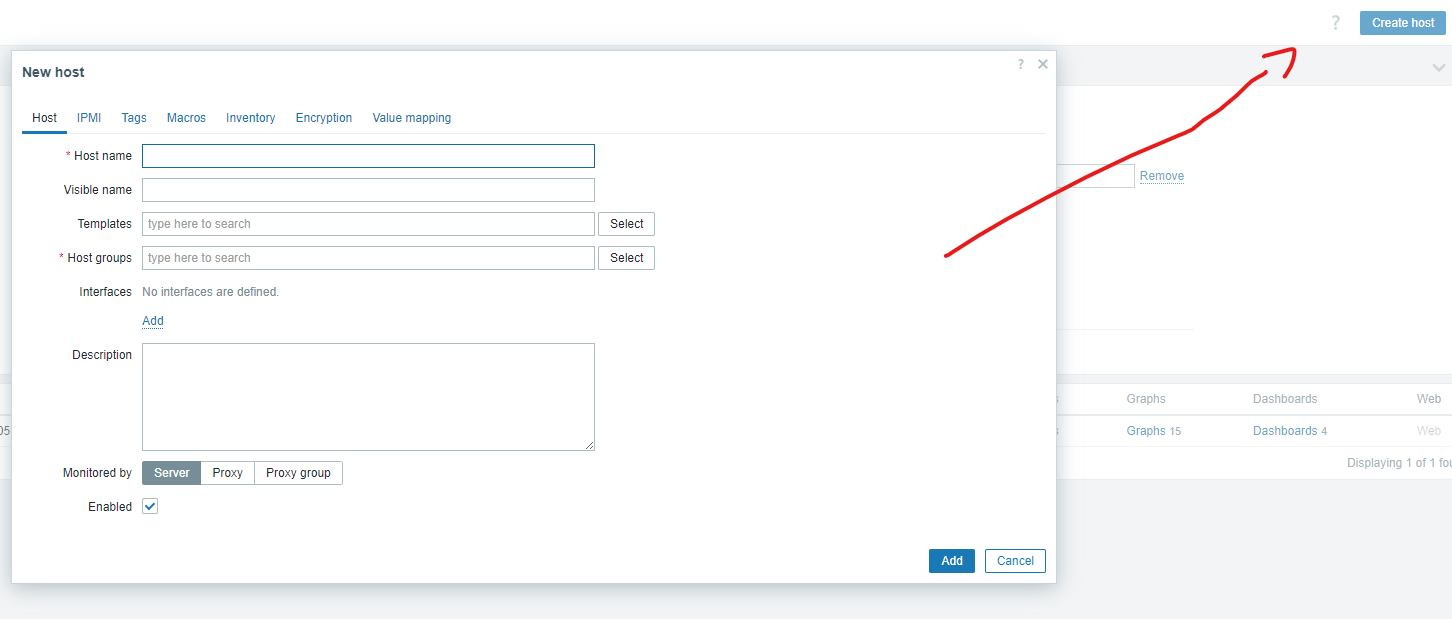 ? Create host
New host ? ×
Host IPMI Tags Macros Inventory Encryption Value mapping
* Host name
Visible name
Remove
Templates type here to search Select
* Host groups type here to search Select
Interfaces No interfaces are defined.
Add
Description
Graphs Dashboards Web
05 Graphs 15 Dashboards 4 Web
Displaying 1 of 1 fou
Monitored by Server Proxy Proxy group
Enabled
Add Cancel